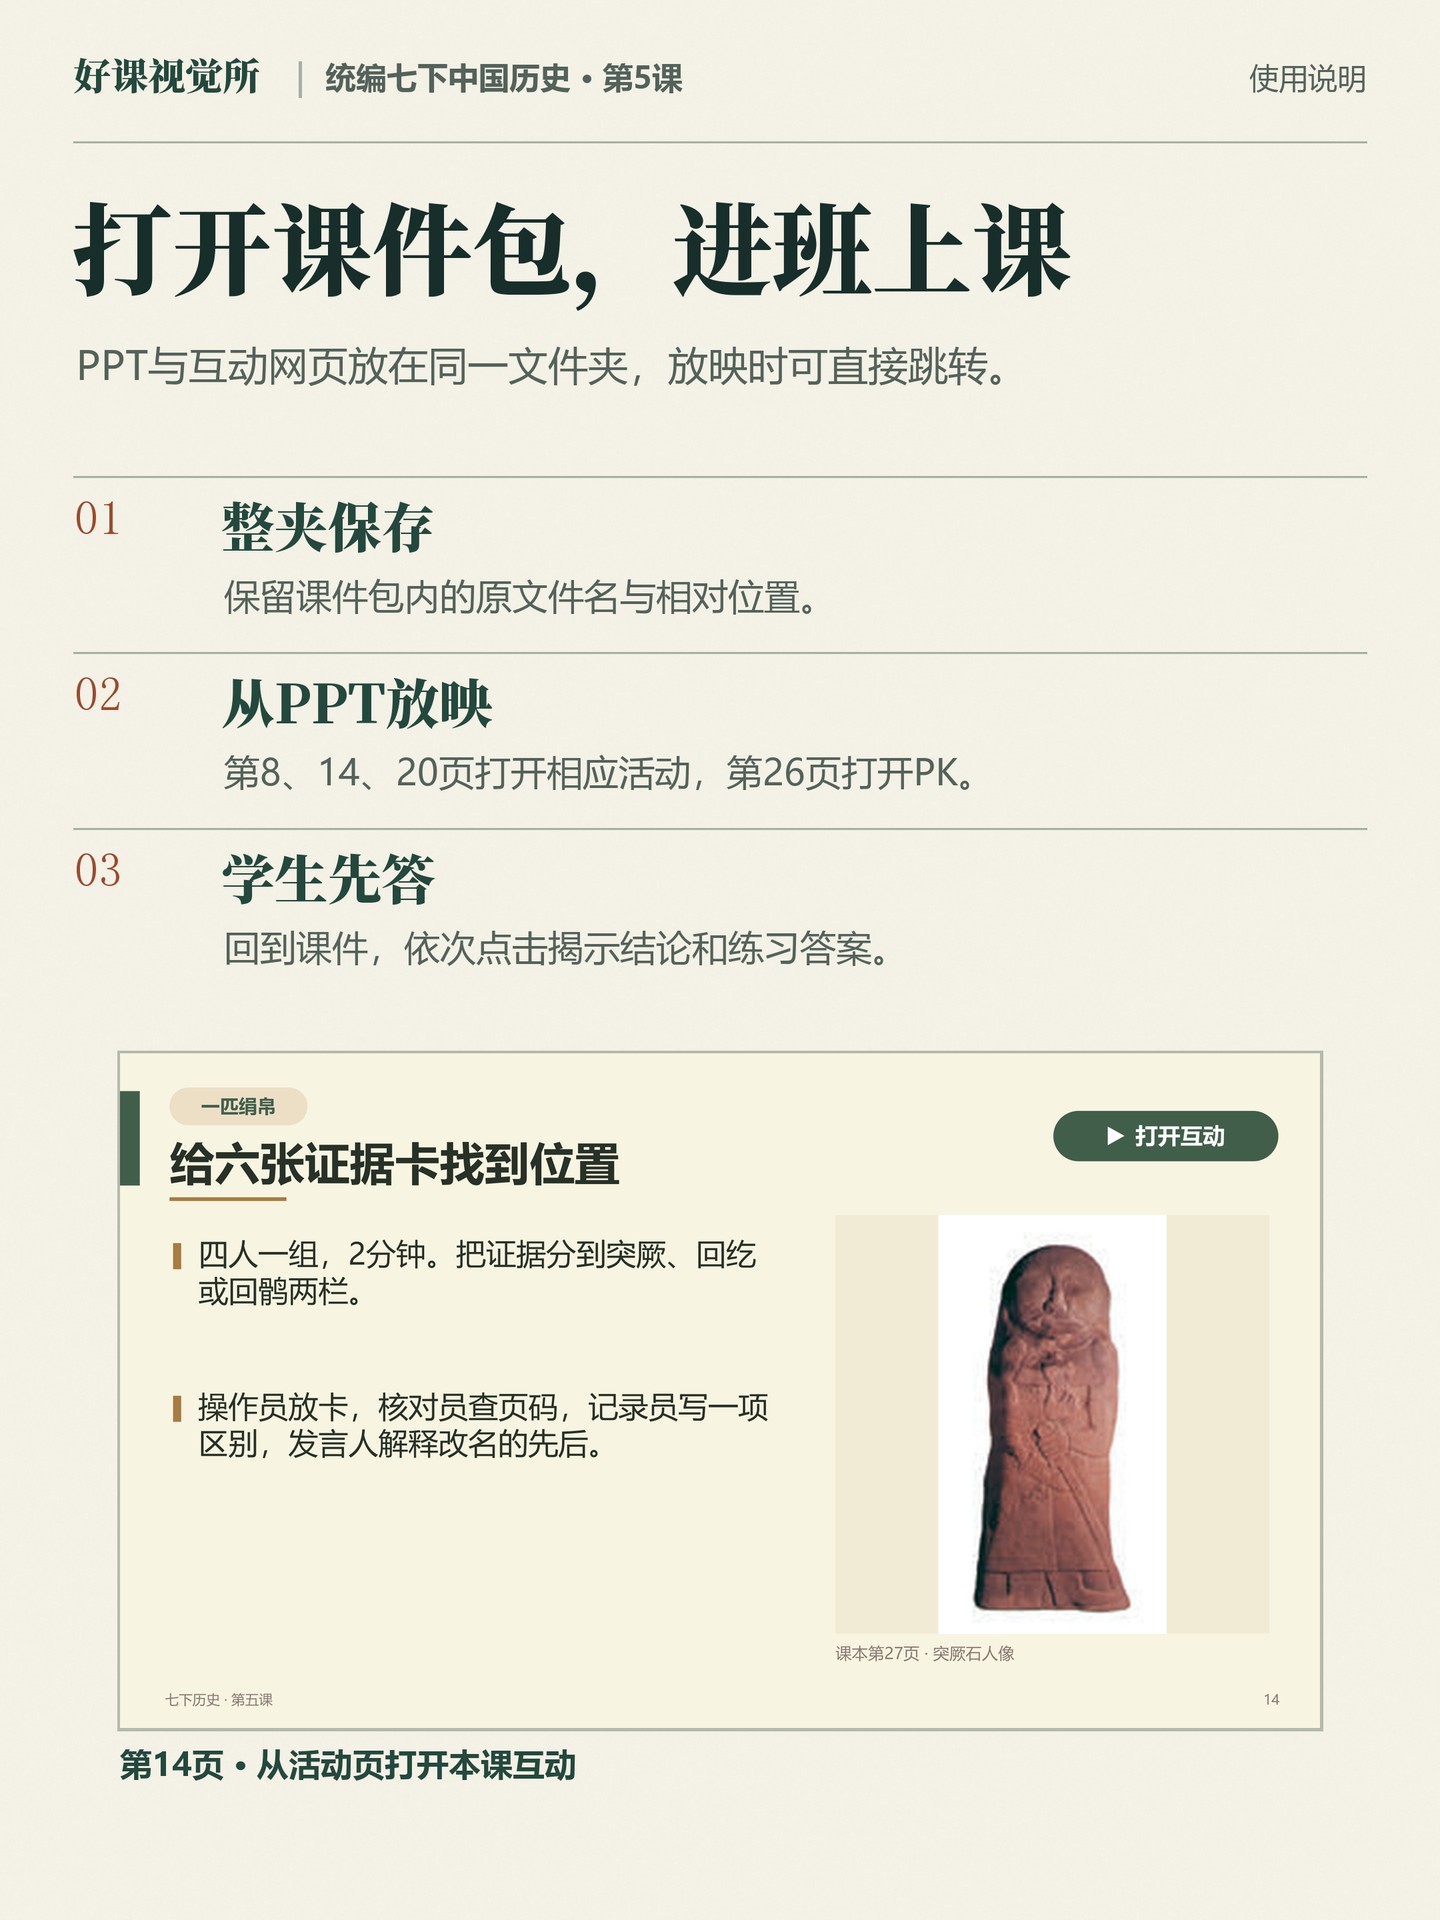 好课视觉所 | 统编七下中国历史·第5课
使用说明
打开课件包，进班上课
PPT与互动网页放在同一文件夹，放映时可直接跳转。
01
整夹保存
保留课件包内的原文件名与相对位置。
02
从PPT放映
第8、14、20页打开相应活动，第26页打开PK。
03
学生先答
回到课件，依次点击揭示结论和练习答案。
一匹绢帛
▶ 打开互动
给六张证据卡找到位置
四人一组，2分钟。把证据分到突厥、回纥
或回鹘两栏。
操作员放卡，核对员查页码，记录员写一项
区别，发言人解释改名的先后。
课本第27页·突厥石人像
七下历史·第五课
14
第14页·从活动页打开本课互动